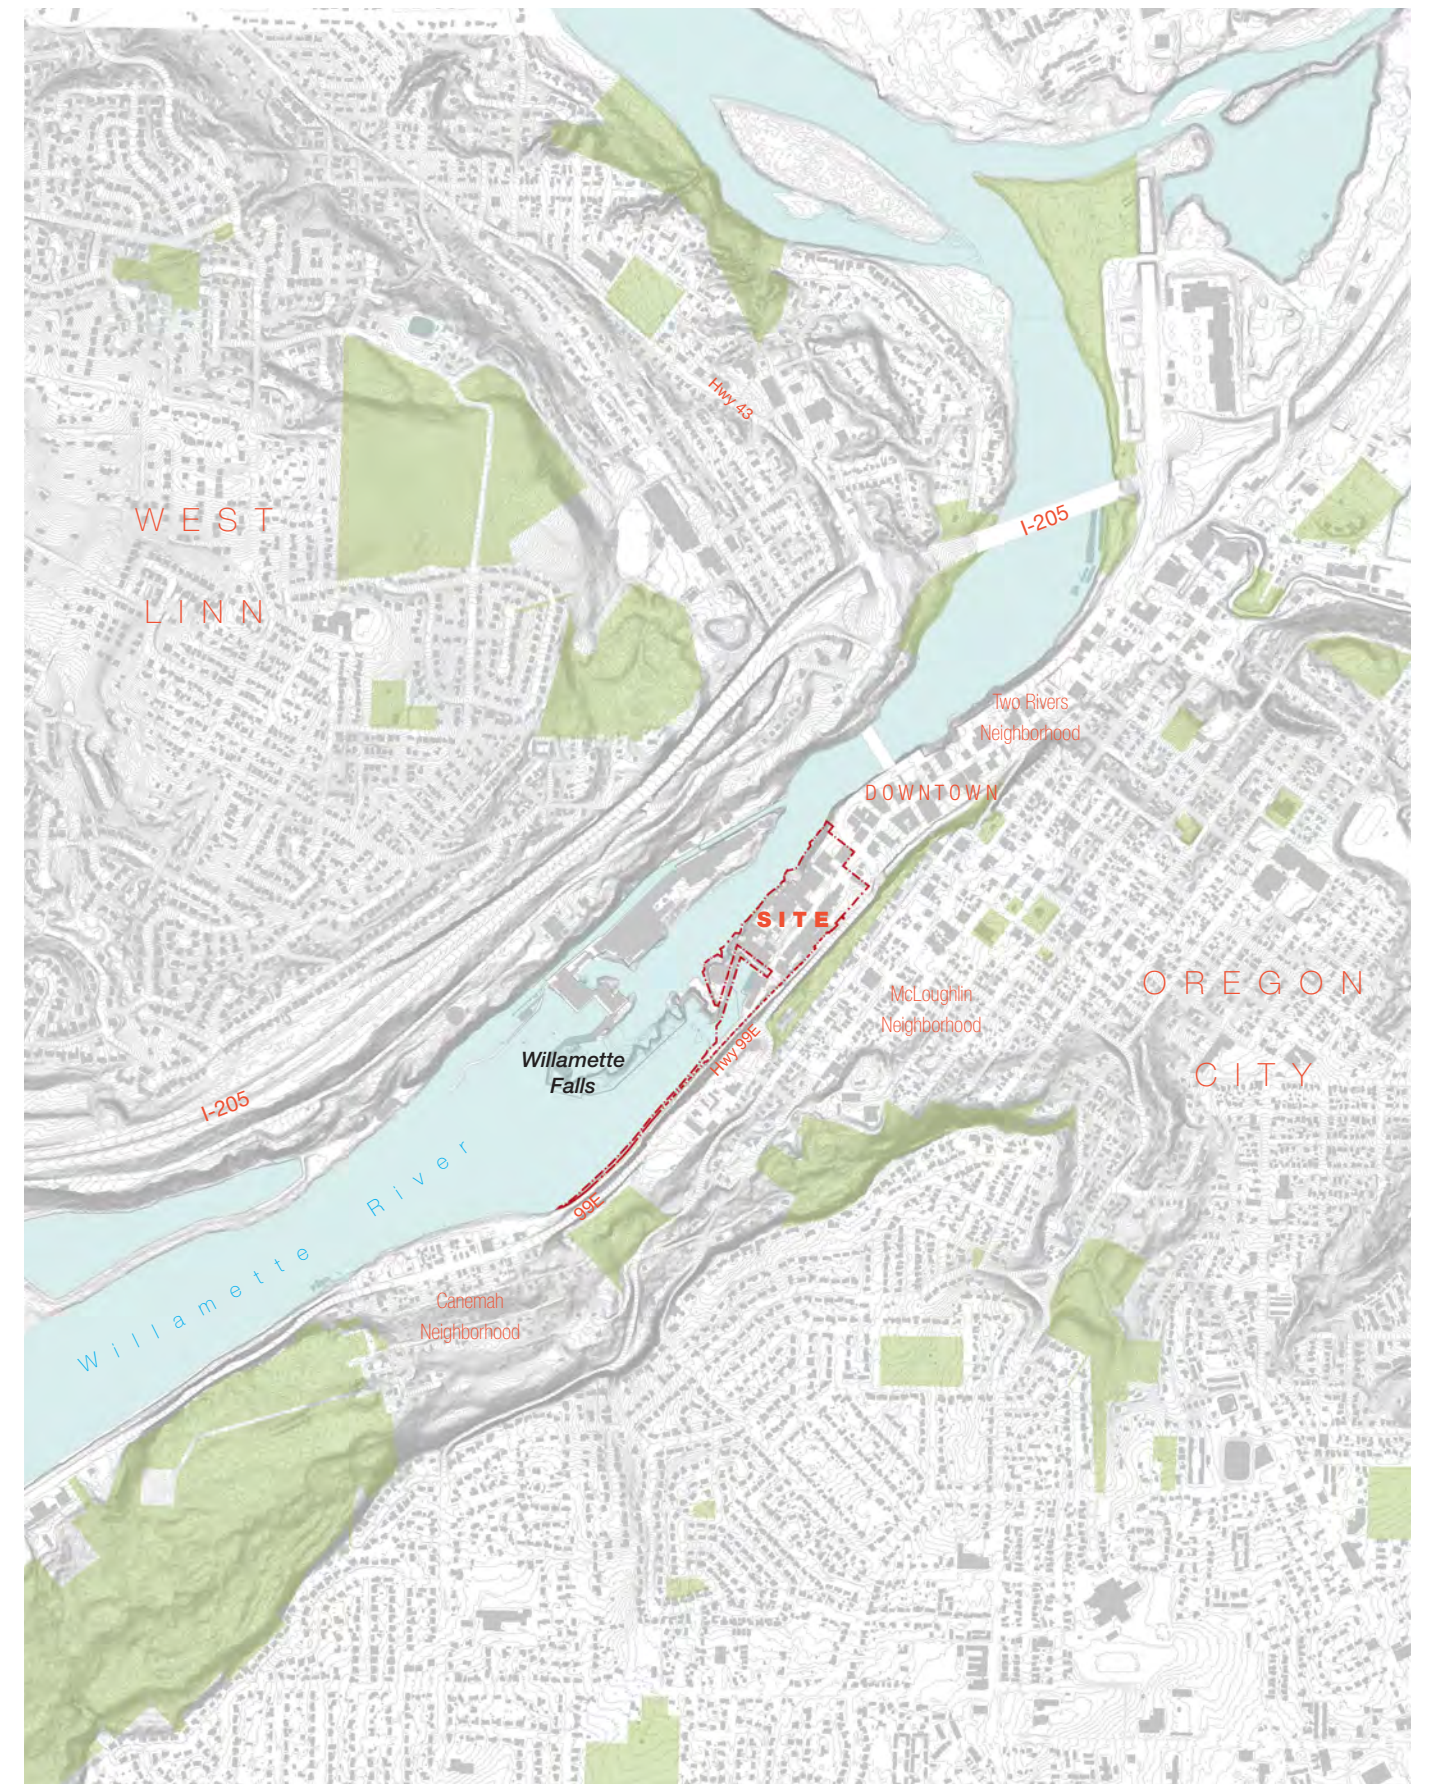 Hwy 43
I-205
WEST
LINN
Two Rivers
Neighborhood
DOWNTOWN
SITE
OREGON
McLoughlin
Neighborhood
Hwy 99E
Willamette
Falls
CITY
I-205
99E
Willamette River
Canemah
Neighborhood